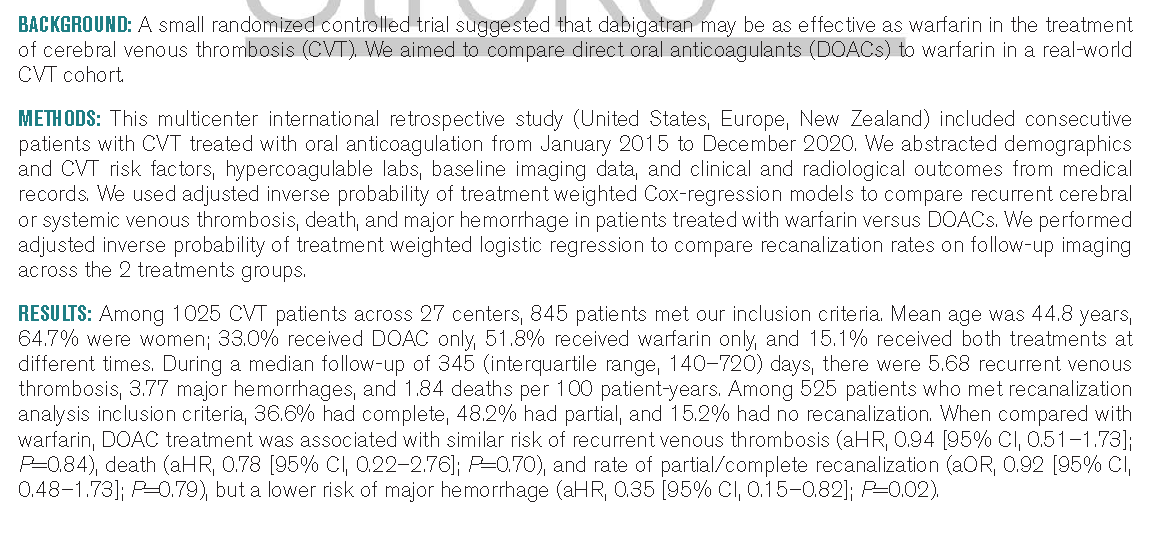 Stroke
BACKGROUND: A small randomized controlled trial suggested that dabigatran may be as effective as warfarin in the treatment
of cerebral venous thrombosis (CVT). We aimed to compare direct oral anticoagulants (DOACs) to warfarin in a real-world
CVT cohort.
METHODS: This multicenter international retrospective study (United States, Europe, New Zealand) included consecutive
patients with CVT treated with oral anticoagulation from January 2015 to December 2020. We abstracted demographics
and CVT risk factors, hypercoagulable labs, baseline imaging data, and clinical and radiological outcomes from medical
records. We used adjusted inverse probability of treatment weighted Cox-regression models to compare recurrent cerebral
or systemic venous thrombosis, death, and major hemorrhage in patients treated with warfarin versus DOACs. We performed
adjusted inverse probability of treatment weighted logistic regression to compare recanalization rates on follow-up imaging
across the 2 treatments groups.
RESULTS: Among 1025 CVT patients across 27 centers, 845 patients met our inclusion criteria. Mean age was 44.8 years,
64.7% were women; 33.0% received DOAC only, 51.8% received warfarin only, and 15.1% received both treatments at
different times. During a median follow-up of 345 (interquartile range, 140–720) days, there were 5.68 recurrent venous
thrombosis, 3.77 major hemorrhages, and 1.84 deaths per 100 patient-years. Among 525 patients who met recanalization
analysis inclusion criteria, 36.6% had complete, 48.2% had partial, and 15.2% had no recanalization. When compared with
warfarin, DOAC treatment was associated with similar risk of recurrent venous thrombosis (aHR, 0.94 [95% CI, 0.51–1.73];
P=0.84), death (aHR, 0.78 [95% CI, 0.22–2.76]; P=0.70), and rate of partial/complete recanalization (aOR, 0.92 [95% CI,
0.48–1.73]; P=0.79), but a lower risk of major hemorrhage (aHR, 0.35 [95% CI, 0.15–0.82]; P=0.02).